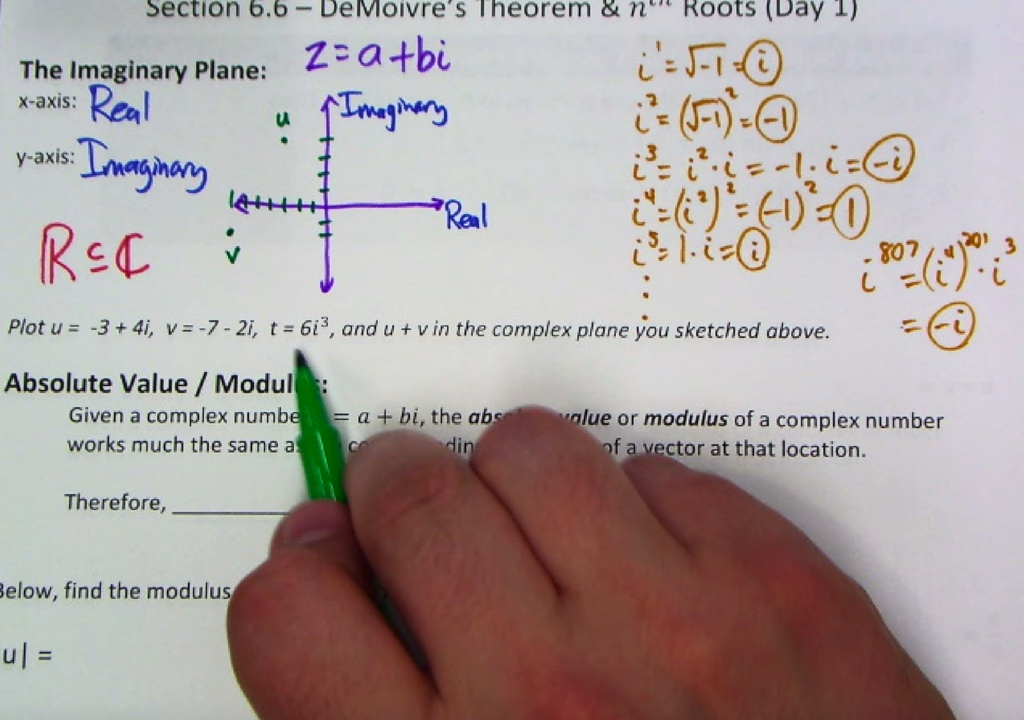 Section 6.6 – DeMoivre's Theorem & nᵗʰ Roots (Day 1)
The Imaginary Plane: z = a + bi
x-axis: Real
y-axis: Imaginary
ℝ ⊆ ℂ
Imaginary
Real
u
v
i¹ = √-1 = i
i² = (√-1)² = -1
i³ = i² · i = -1 · i = -i
i⁴ = (i²)² = (-1)² = 1
i⁵ = 1 · i = i
⋮
i⁸⁰⁷ = (i⁴)²⁰¹ · i³
= -i
Plot u = -3 + 4i, v = -7 - 2i, t = 6i³, and u + v in the complex plane you sketched above.
Absolute Value / Modulus:
Given a complex number = a + bi, the absolute value or modulus of a complex number
works much the same a of a vector at that location.
Therefore, ________
Below, find the modulus
|u| =